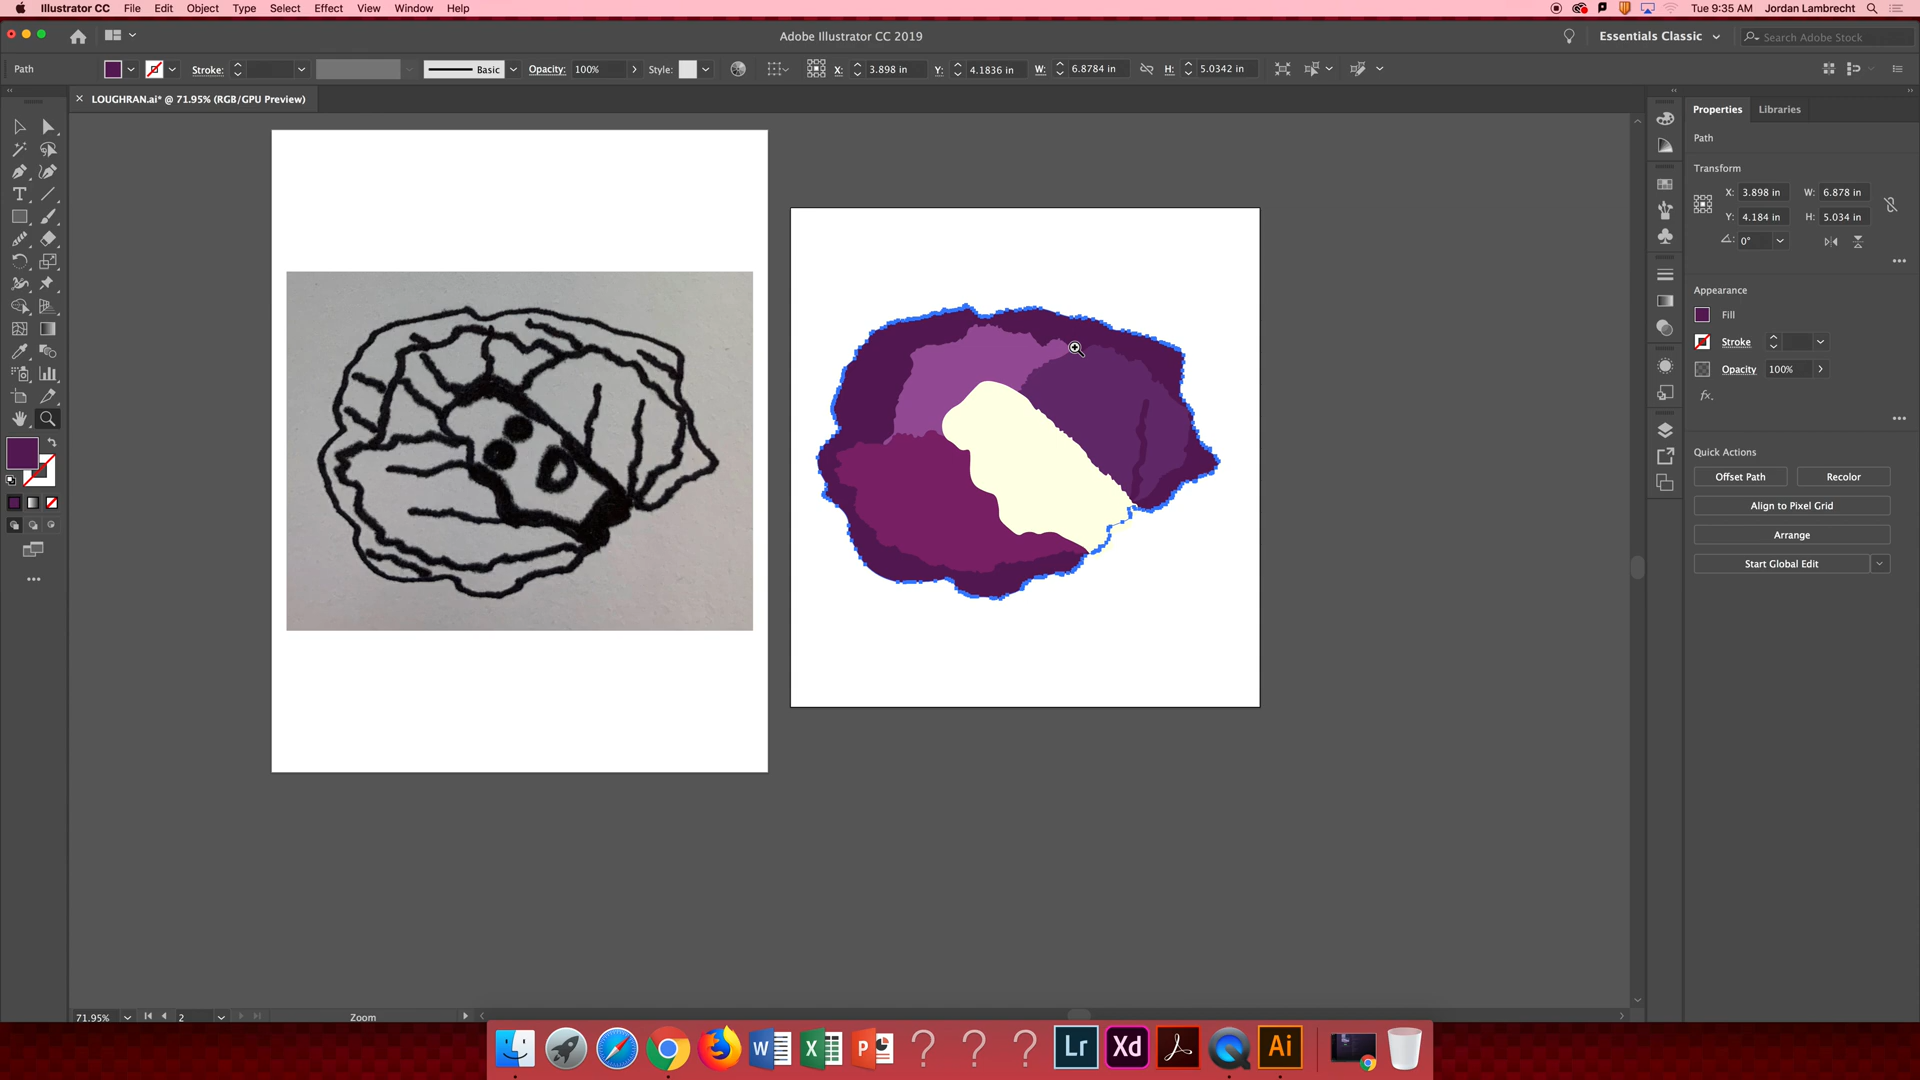 Illustrator CC File Edit Object Type Select Effect View Window Help Tue 9:35 AM Jordan Lambrecht
Adobe Illustrator CC 2019 Essentials Classic Search Adobe Stock
Path Stroke: Basic Opacity: 100% Style: X: 3.898 in Y: 4.1836 in W: 6.8784 in H: 5.0342 in
LOUGHRAN.ai* @ 71.95% (RGB/GPU Preview)
Properties Libraries
Path
Transform
X: 3.898 in W: 6.878 in
Y: 4.184 in H: 5.034 in
0°
Appearance
Fill
Stroke
Opacity 100%
fx.
Quick Actions
Offset Path Recolor
Align to Pixel Grid
Arrange
Start Global Edit
71.95% 2 Zoom
W X P ? ? ? Lr Xd Ai